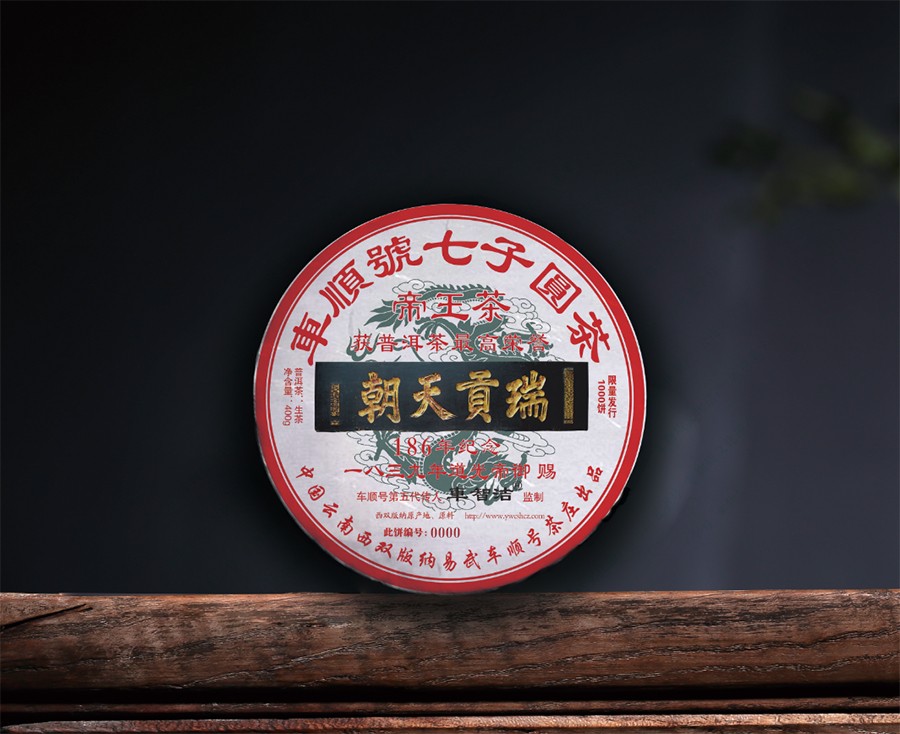 車順號七子圓茶
帝王茶
获普洱茶最高荣誉
普洱茶：生茶
净含量：400g
瑞貢天朝
限量发行
1000饼
186年纪念
一八三九年道光帝御 赐
车顺号第五代传人 車智洁 监制
西双版纳原产地、原料
此饼编号: 0000
中国云南西双版纳易武车顺号茶庄出品